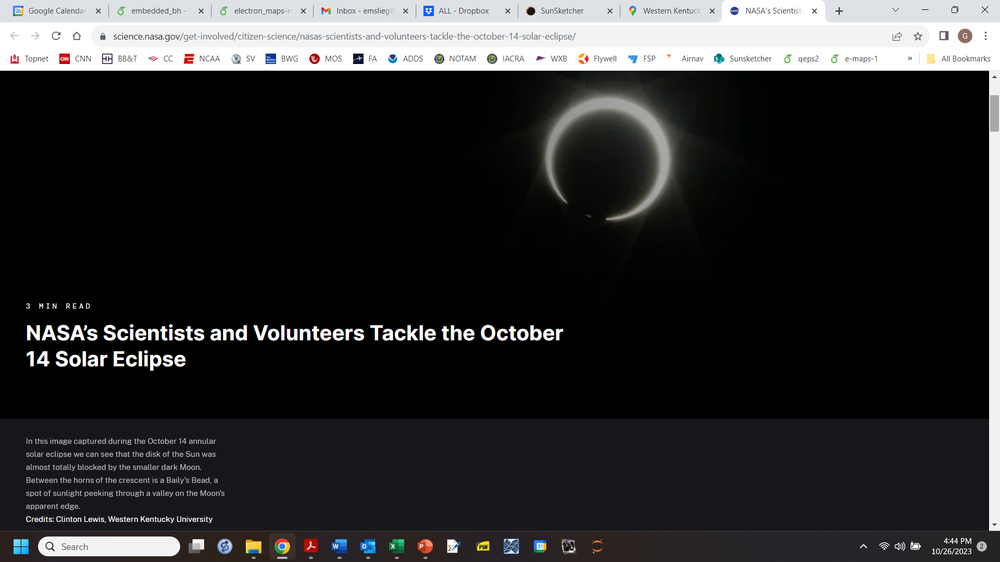 Google Calendar
embedded_bh -
electron_maps-m
Inbox - emslieg@
ALL - Dropbox
SunSketcher
Western Kentuck
NASA's Scientists
science.nasa.gov/get-involved/citizen-science/nasas-scientists-and-volunteers-tackle-the-october-14-solar-eclipse/
G
Topnet
CNN
BB&T
CC
NCAA
SV
BWG
MOS
FA
ADDS
NOTAM
IACRA
WXB
Flywell
FSP
Airnav
Sunsketcher
qeps2
e-maps-1
»
All Bookmarks
3 MIN READ
NASA’s Scientists and Volunteers Tackle the October
14 Solar Eclipse
In this image captured during the October 14 annular
solar eclipse we can see that the disk of the Sun was
almost totally blocked by the smaller dark Moon.
Between the horns of the crescent is a Baily's Bead, a
spot of sunlight peeking through a valley on the Moon's
apparent edge.
Credits: Clinton Lewis, Western Kentucky University
Search
4:44 PM
10/26/2023
2